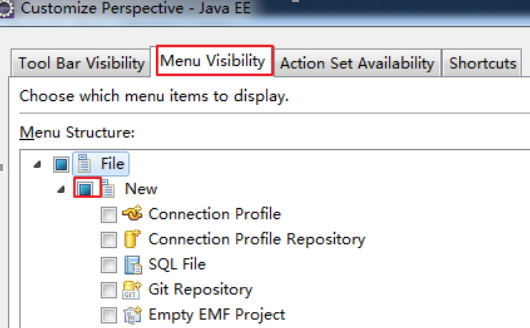 Customize Perspective - Java EE
Tool Bar Visibility Menu Visibility Action Set Availability Shortcuts
Choose which menu items to display.
Menu Structure:
File
New
Connection Profile
Connection Profile Repository
SQL File
Git Repository
Empty EMF Project